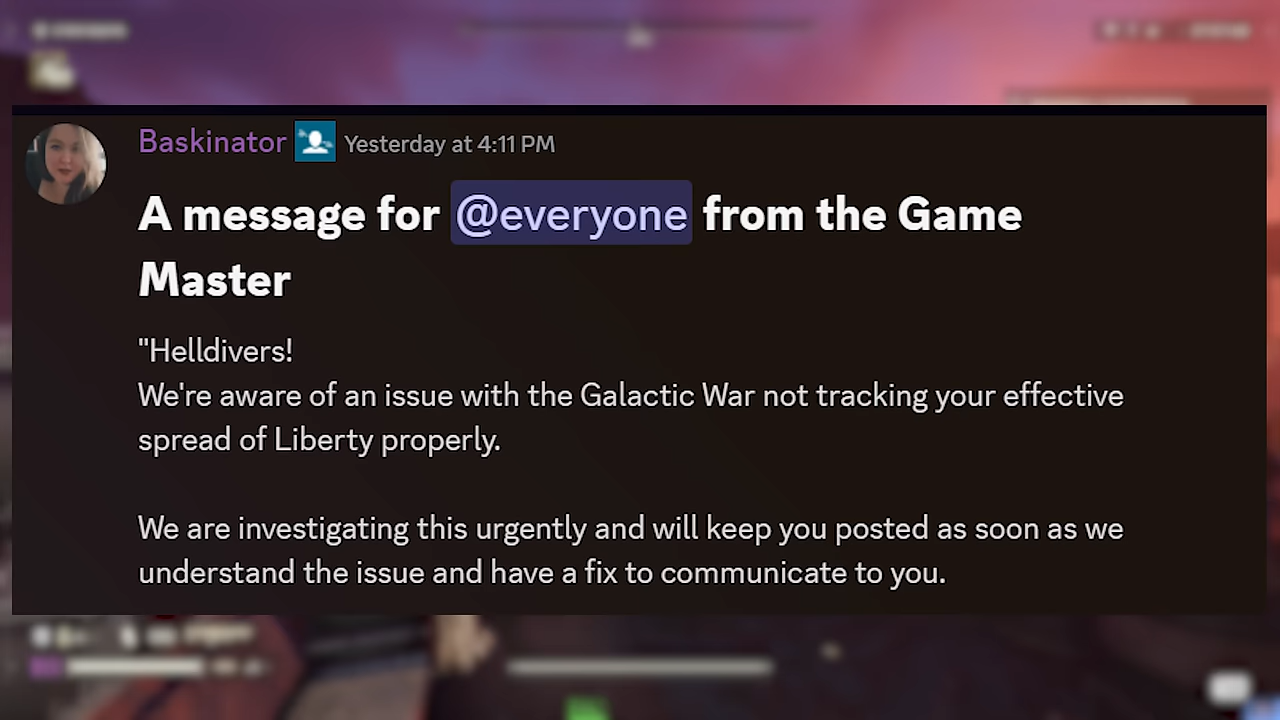 Baskinator Yesterday at 4:11 PM
A message for @everyone from the Game
Master
"Helldivers!
We're aware of an issue with the Galactic War not tracking your effective
spread of Liberty properly.
We are investigating this urgently and will keep you posted as soon as we
understand the issue and have a fix to communicate to you.